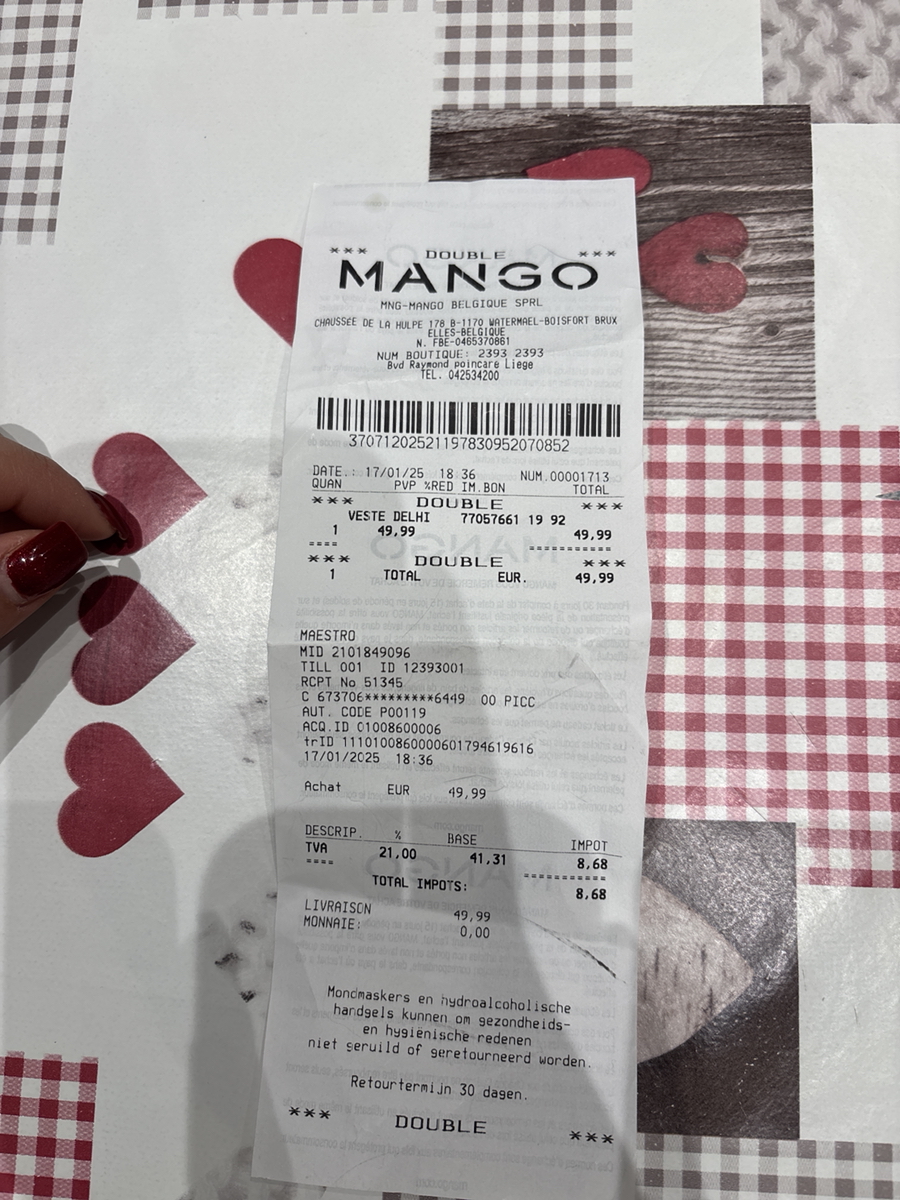 *** DOUBLE ***
MANGO
MNG-MANGO BELGIQUE SPRL
CHAUSSEE DE LA HULPE 176 B-1170 WATERMAEL-BOISFORT BRUX
ELLES-BELGIQUE
N. FBE-0465370861
NUM BOUTIQUE: 2393 2393
Bvd Raymond poincare Liege
TEL. 042534200
3707120252119783095207085​2
DATE.: 17/01/25 18:36 NUM.00001713
QUAN PVP %RED IM.BON TOTAL
*** DOUBLE ***
VESTE DELHI 77057661 19 92
1 49,99 49,99
==== ===========
*** DOUBLE ***
1 TOTAL EUR. 49,99
MAESTRO
MID 2101849096
TILL 001 ID 12393001
RCPT No 51345
C 673706*********6449 00 PICC
AUT. CODE P00119
ACQ.ID 01008600006
trID 1110100860000601794619616
17/01/2025 18:36
Achat EUR 49,99
DESCRIP. % BASE IMPOT
TVA 21,00 41,31 8,68
==== ===========
TOTAL IMPOTS: 8,68
LIVRAISON 49,99
MONNAIE: 0,00
Mondmaskers en hydroalcoholische
handgels kunnen om gezondheids-
en hygiënische redenen
niet geruild of geretourneerd worden.
Retourtermijn 30 dagen.
*** DOUBLE ***